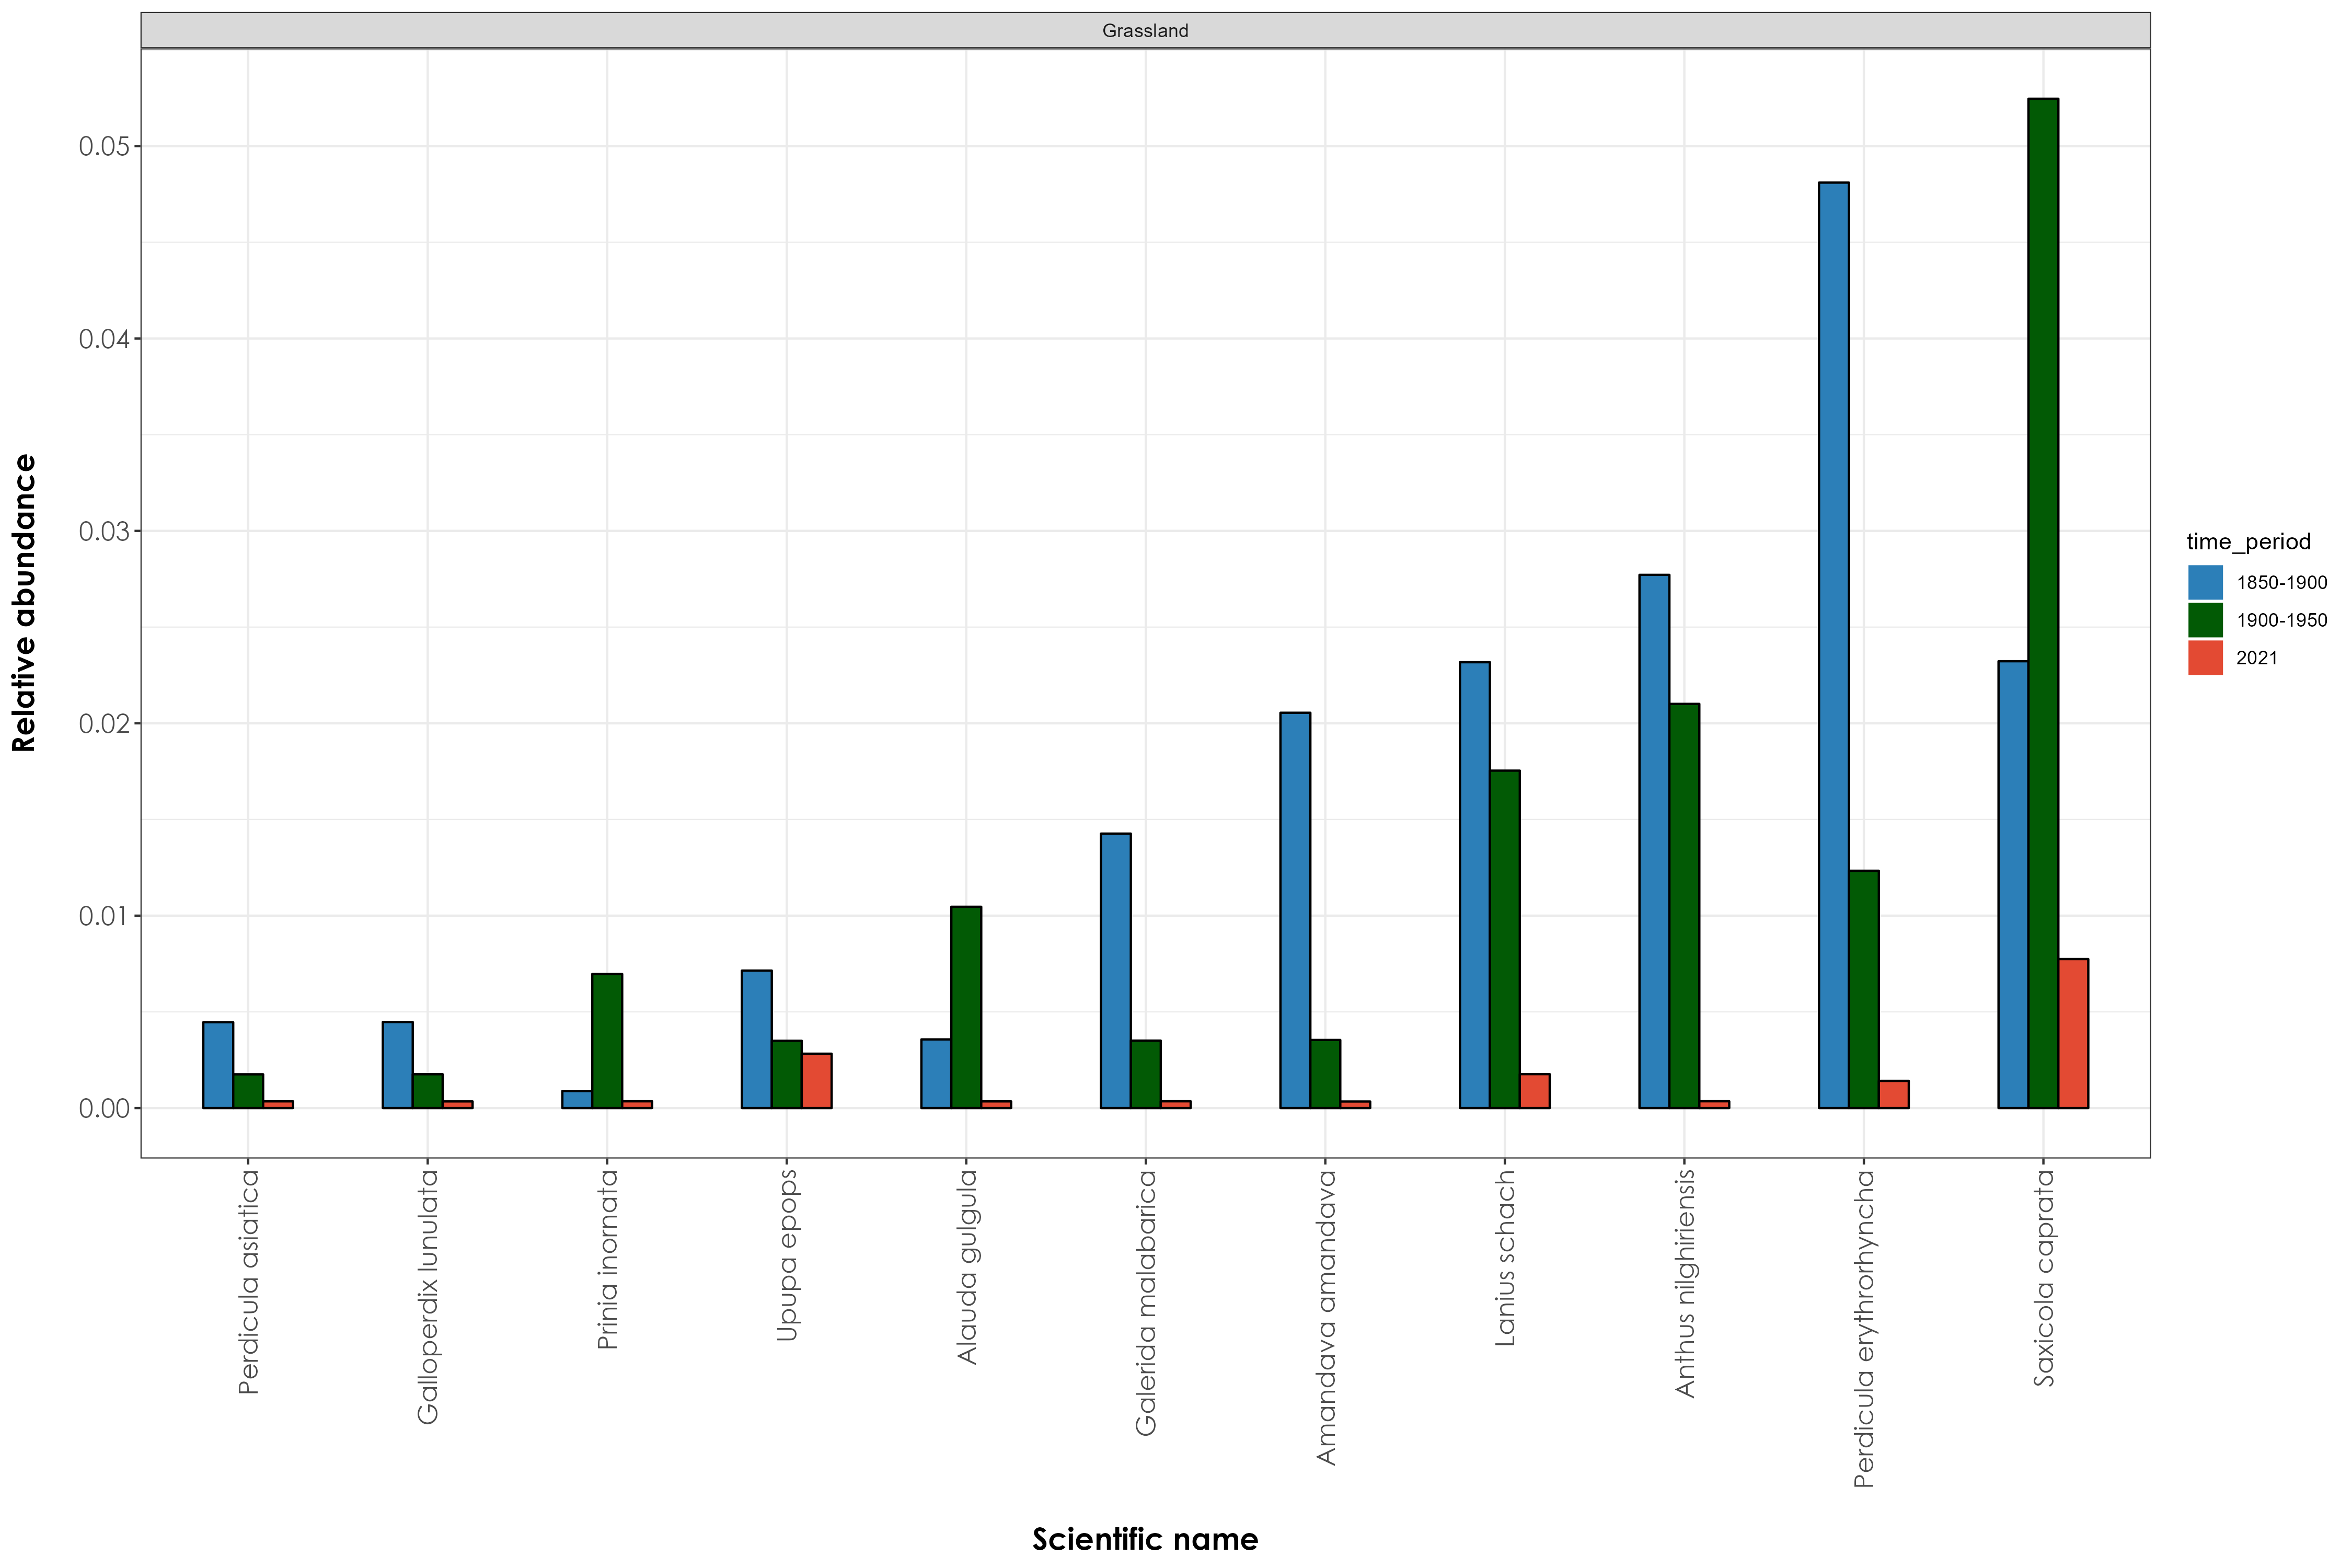 Grassland
Relative abundance
0.05
0.04
0.03
0.02
0.01
0.00
Perdicula asiatica
Galloperdix lunulata
Prinia inornata
Upupa epops
Alauda gulgula
Galerida malabarica
Amandava amandava
Lanius schach
Anthus nilghiriensis
Perdicula erythrorhyncha
Saxicola caprata
Scientific name
time_period
1850-1900
1900-1950
2021